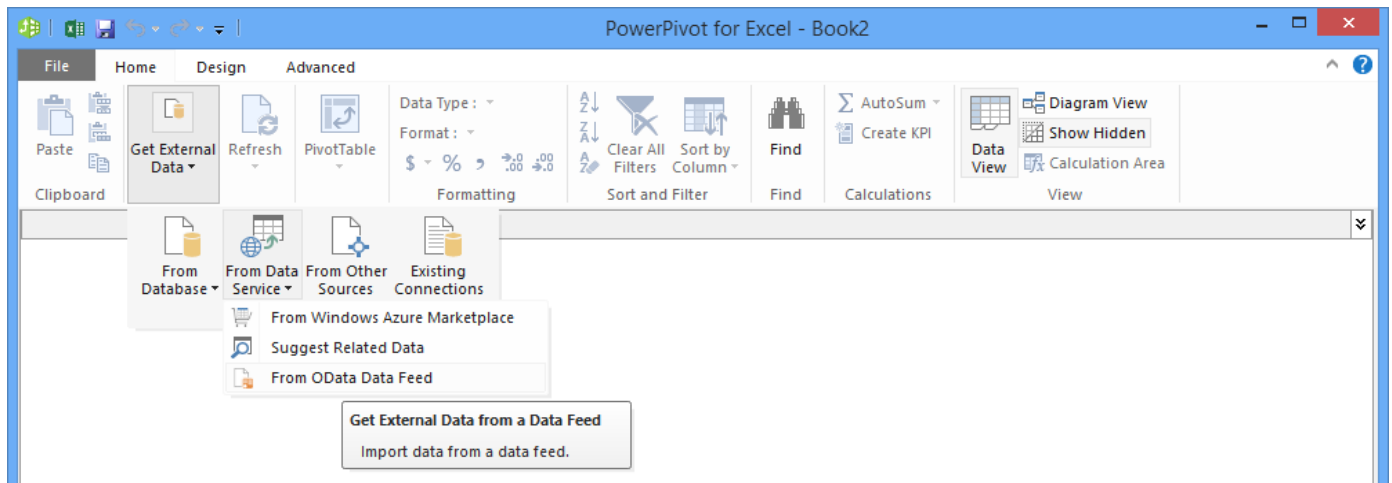 PowerPivot for Excel - Book2
File Home Design Advanced
Paste
Clipboard
Get External
Data
Refresh
PivotTable
Data Type :
Format :
$ % , .00 .00
Formatting
Clear All
Filters
Sort by
Column
Sort and Filter
Find
Find
AutoSum
Create KPI
Calculations
Data
View
Diagram View
Show Hidden
Calculation Area
View
From
Database
From Data
Service
From Other
Sources
Existing
Connections
From Windows Azure Marketplace
Suggest Related Data
From OData Data Feed
Get External Data from a Data Feed
Import data from a data feed.